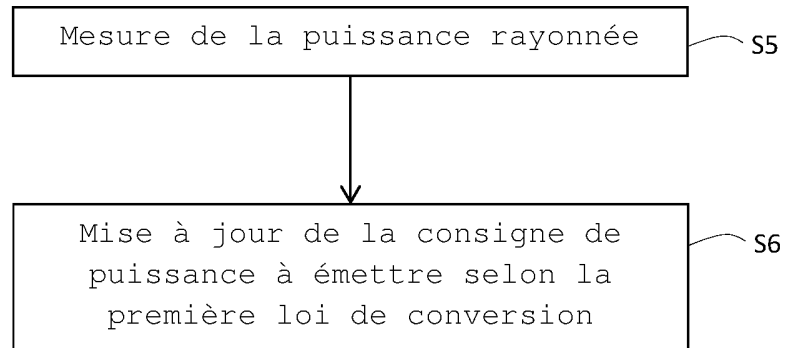 Mesure de la puissance rayonnée
S5
Mise à jour de la consigne de
puissance à émettre selon la
première loi de conversion
S6